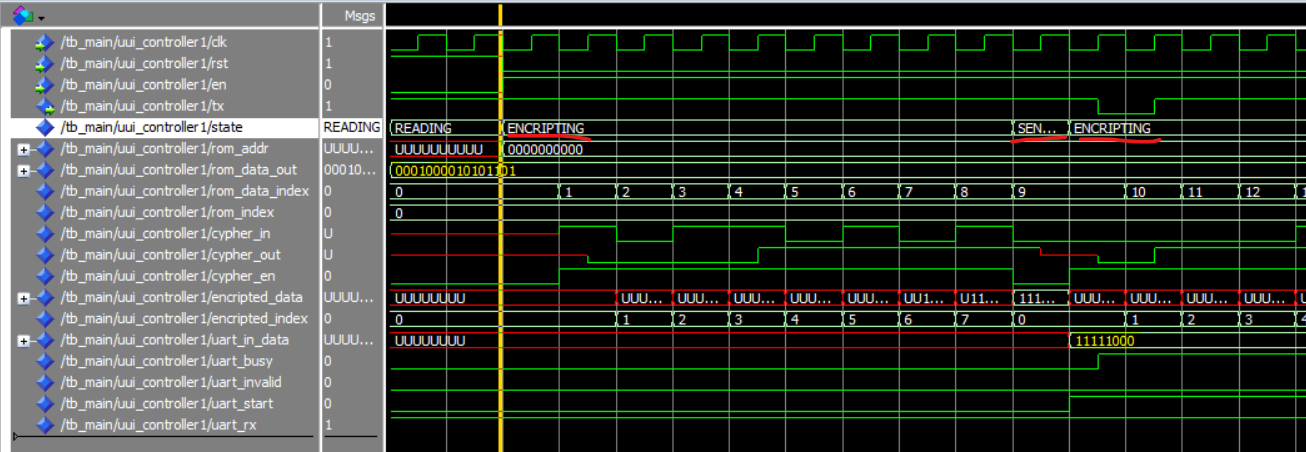 Msgs
/tb_main/uui_controller1/clk 1
/tb_main/uui_controller1/rst 1
/tb_main/uui_controller1/en 0
/tb_main/uui_controller1/tx 1
/tb_main/uui_controller1/state READING READING ENCRIPTING SEN... ENCRIPTING
/tb_main/uui_controller1/rom_addr UUUU... UUUUUUUUUU 0000000000
/tb_main/uui_controller1/rom_data_out 00010... 0001000010101101
/tb_main/uui_controller1/rom_data_index 0 0 1 2 3 4 5 6 7 8 9 10 11 12 1
/tb_main/uui_controller1/rom_index 0 0
/tb_main/uui_controller1/cypher_in U
/tb_main/uui_controller1/cypher_out U
/tb_main/uui_controller1/cypher_en 0
/tb_main/uui_controller1/encripted_data UUUU... UUUUUUUU UUU... UUU... UUU... UUU... UUU... UU1... U11... 111... UUU... UUU... UUU... UUU... U
/tb_main/uui_controller1/encripted_index 0 0 1 2 3 4 5 6 7 0 1 2 3 4
/tb_main/uui_controller1/uart_in_data UUUU... UUUUUUUU 11111000
/tb_main/uui_controller1/uart_busy 0
/tb_main/uui_controller1/uart_invalid 0
/tb_main/uui_controller1/uart_start 0
/tb_main/uui_controller1/uart_rx 1